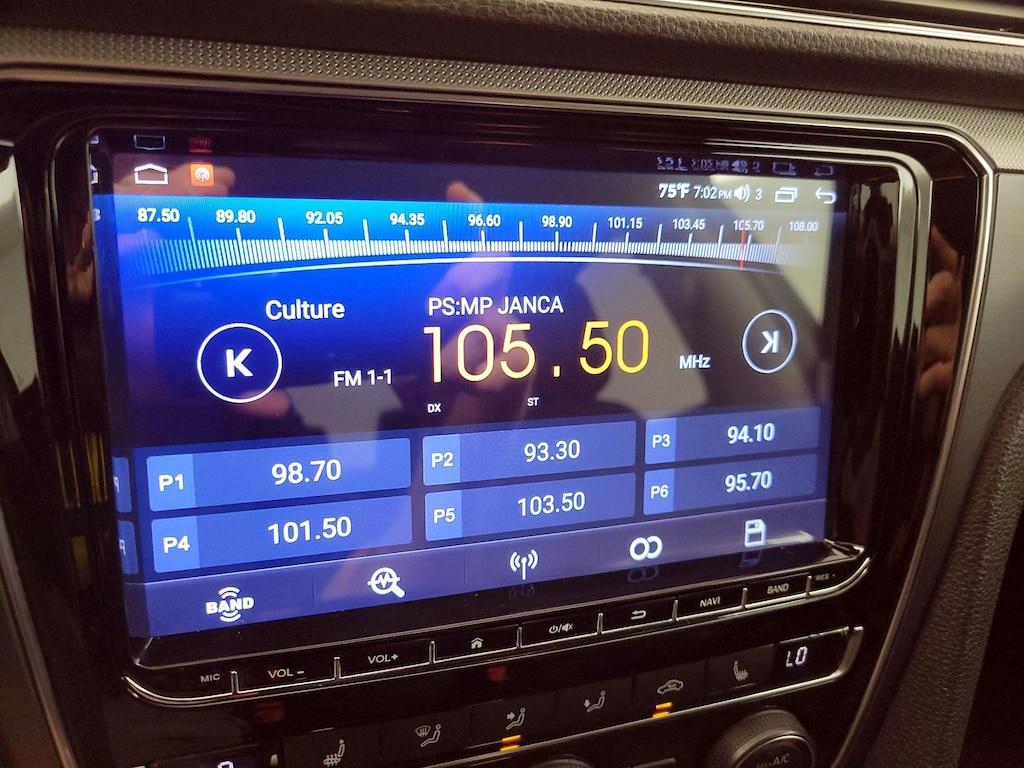 75°F 7:02 PM 3
87.50 89.80 92.05 94.35 96.60 98.90 101.15 103.45 105.70 108.00
Culture PS:MP JANCA
K FM 1-1 105.50 MHz K
DX ST
P1 98.70 P2 93.30 P3 94.10
P4 101.50 P5 103.50 P6 95.70
BAND
MIC VOL- VOL+ NAVI BAND RES
LO
A/C